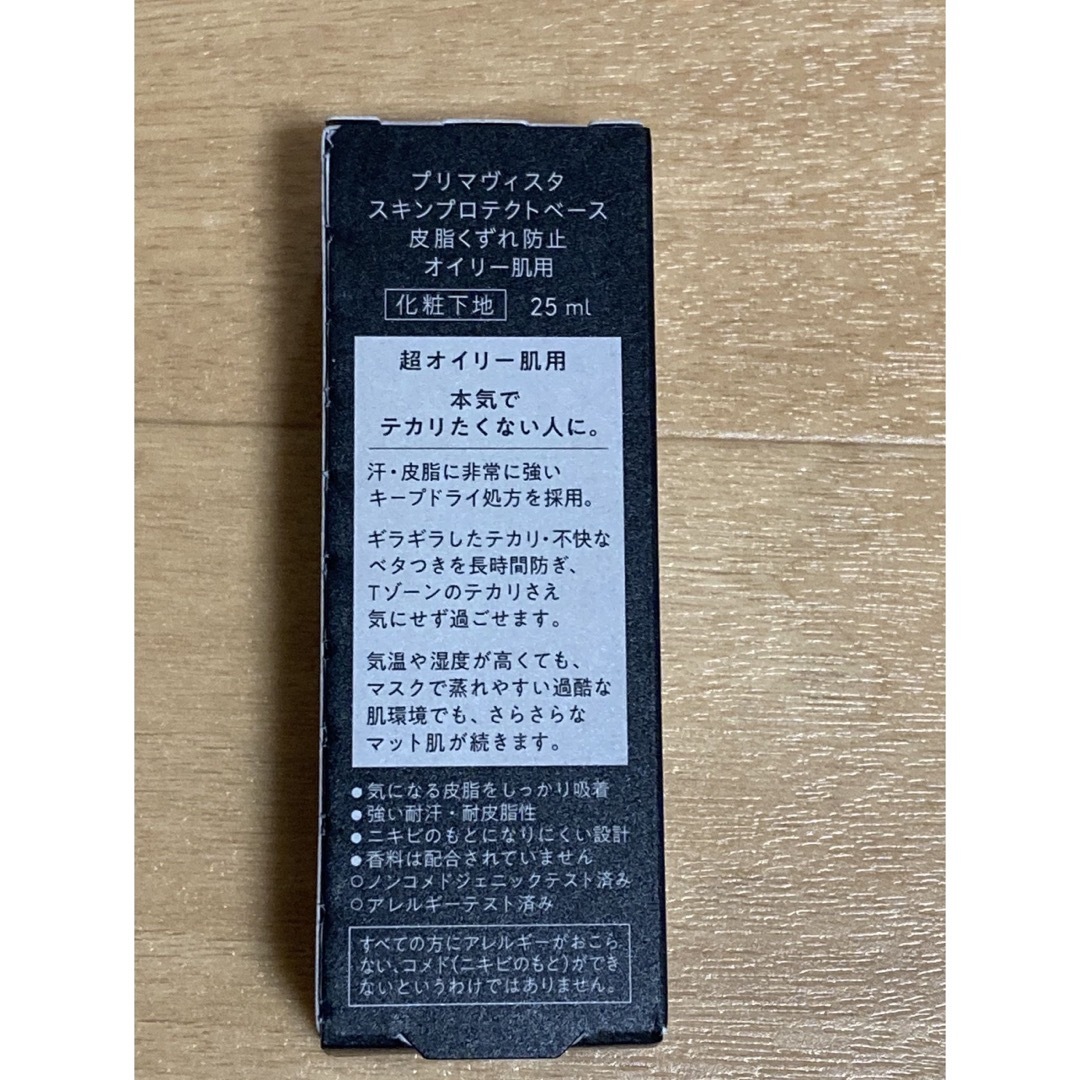 プリマヴィスタ
スキンプロテクトベース
皮脂くずれ防止
オイリー肌用
化粧下地 25 ml
超オイリー肌用
本気で
テカリたくない人に。
汗・皮脂に非常に強い
キープドライ処方を採用。
ギラギラしたテカリ・不快な
ベタつきを長時間防ぎ、
Tゾーンのテカリさえ
気にせず過ごせます。
気温や湿度が高くても、
マスクで蒸れやすい過酷な
肌環境でも、さらさらな
マット肌が続きます。
●気になる皮脂をしっかり吸着
●強い耐汗・耐皮脂性
●ニキビのもとになりにくい設計
●香料は配合されていません
○ノンコメドジェニックテスト済み
○アレルギーテスト済み
すべての方にアレルギーがおこら
ない、コメド(ニキビのもと)ができ
ないというわけではありません。